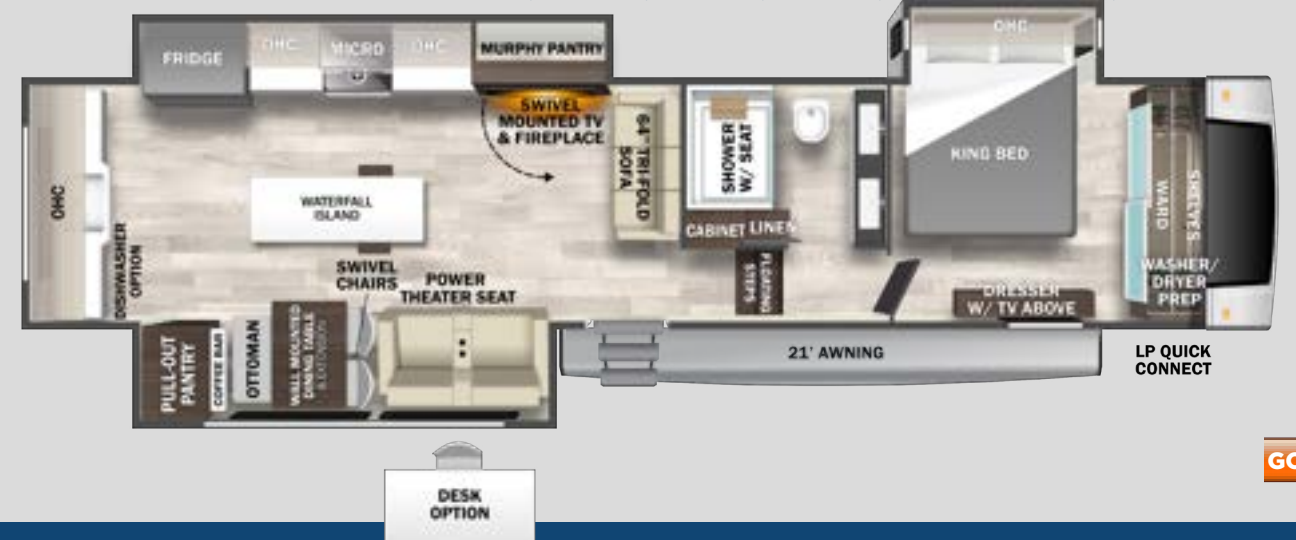 OHC
FRIDGE
OHC
MICRO
OHC
MURPHY PANTRY
SWIVEL
MOUNTED TV
& FIREPLACE
64" TRI-FOLD
SOFA
SHOWER
W/ SEAT
KING BED
OHC
WARD
SHELVES
WATERFALL
ISLAND
CABINET
LINEN
DISHWASHER
OPTION
SWIVEL
CHAIRS
POWER
THEATER SEAT
FLOATING
STEPS
DRESSER
W/ TV ABOVE
WASHER/
DRYER
PREP
PULL-OUT
PANTRY
COFFEE BAR
OTTOMAN
WALL MOUNTED
DINING TABLE
21' AWNING
LP QUICK
CONNECT
DESK
OPTION